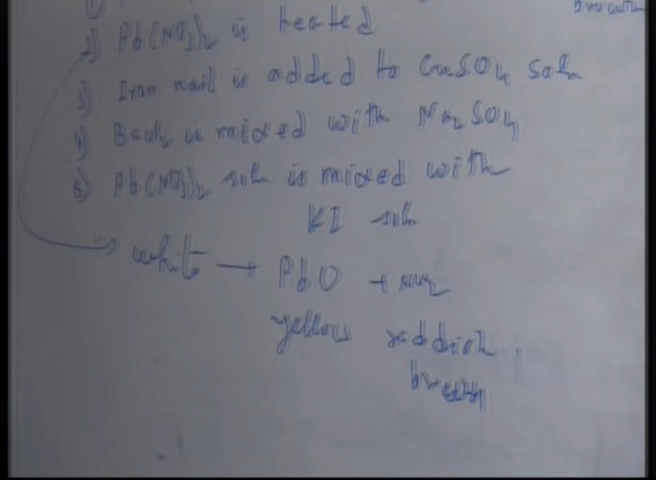 2) Pb(NO3)2 is heated
3) Iron nail is added to CuSO4 soln
4) BaCl2 is mixed with Na2SO4
5) Pb(NO3)2 soln is mixed with
KI soln
white → PbO + NO2
yellow reddish
brown